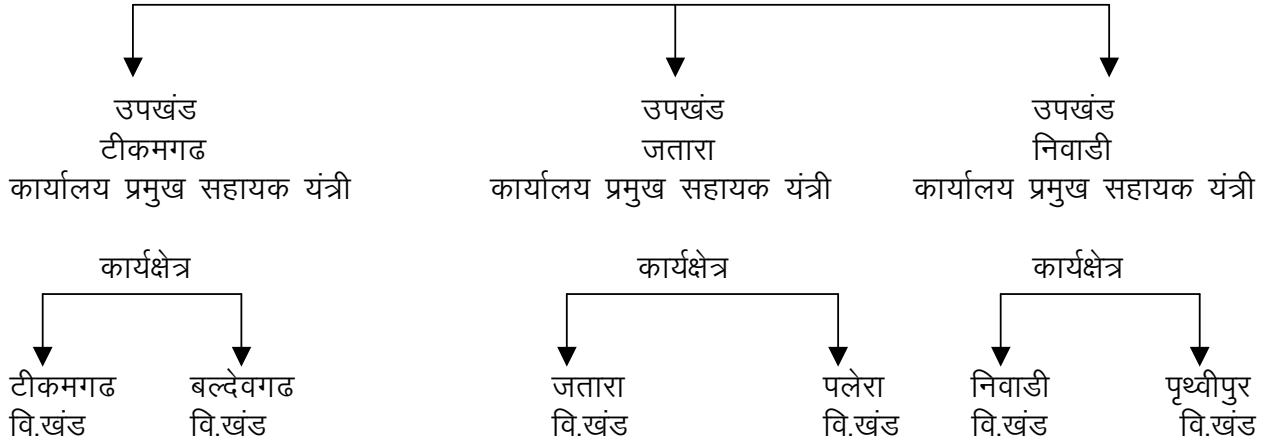 उपखंड उपखंड उपखंड
टीकमगढ जतारा निवाडी
कार्यालय प्रमुख सहायक यंत्री कार्यालय प्रमुख सहायक यंत्री कार्यालय प्रमुख सहायक यंत्री
कार्यक्षेत्र कार्यक्षेत्र कार्यक्षेत्र
टीकमगढ बल्देवगढ जतारा पलेरा निवाडी पृथ्वीपुर
वि.खंड वि.खंड वि.खंड वि.खंड वि.खंड वि.खंड